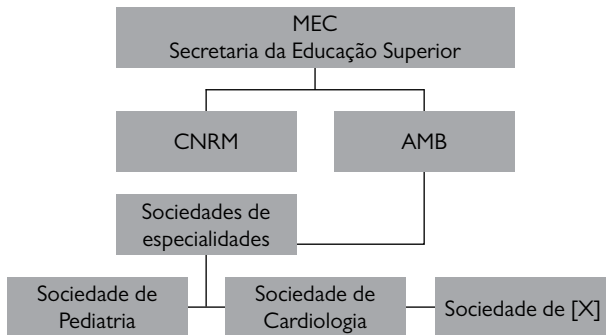 MEC
Secretaria da Educação Superior
CNRM
AMB
Sociedades de
especialidades
Sociedade de
Pediatria
Sociedade de
Cardiologia
Sociedade de [X]